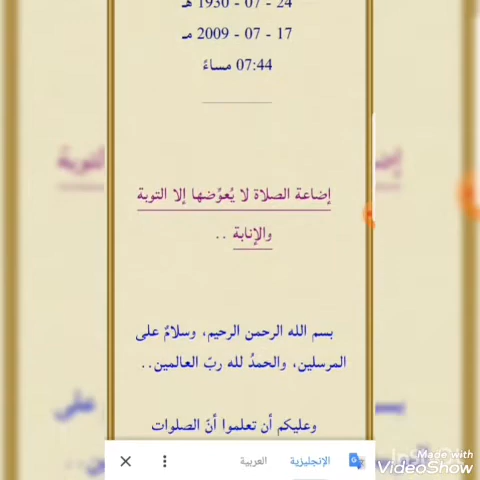 24 - 07 - 1930 هـ
17 - 07 - 2009 مـ
07:44 مساءً
إضاعة الصلاة لا يُعوِّضها إلا التوبة
والإنابة ..
بسم الله الرحمن الرحيم، وسلامٌ على
المرسلين، والحمدُ لله ربّ العالمين..
وعليكم أن تعلموا أنّ الصلوات
الإنجليزية
العربية
Made with
VideoShow